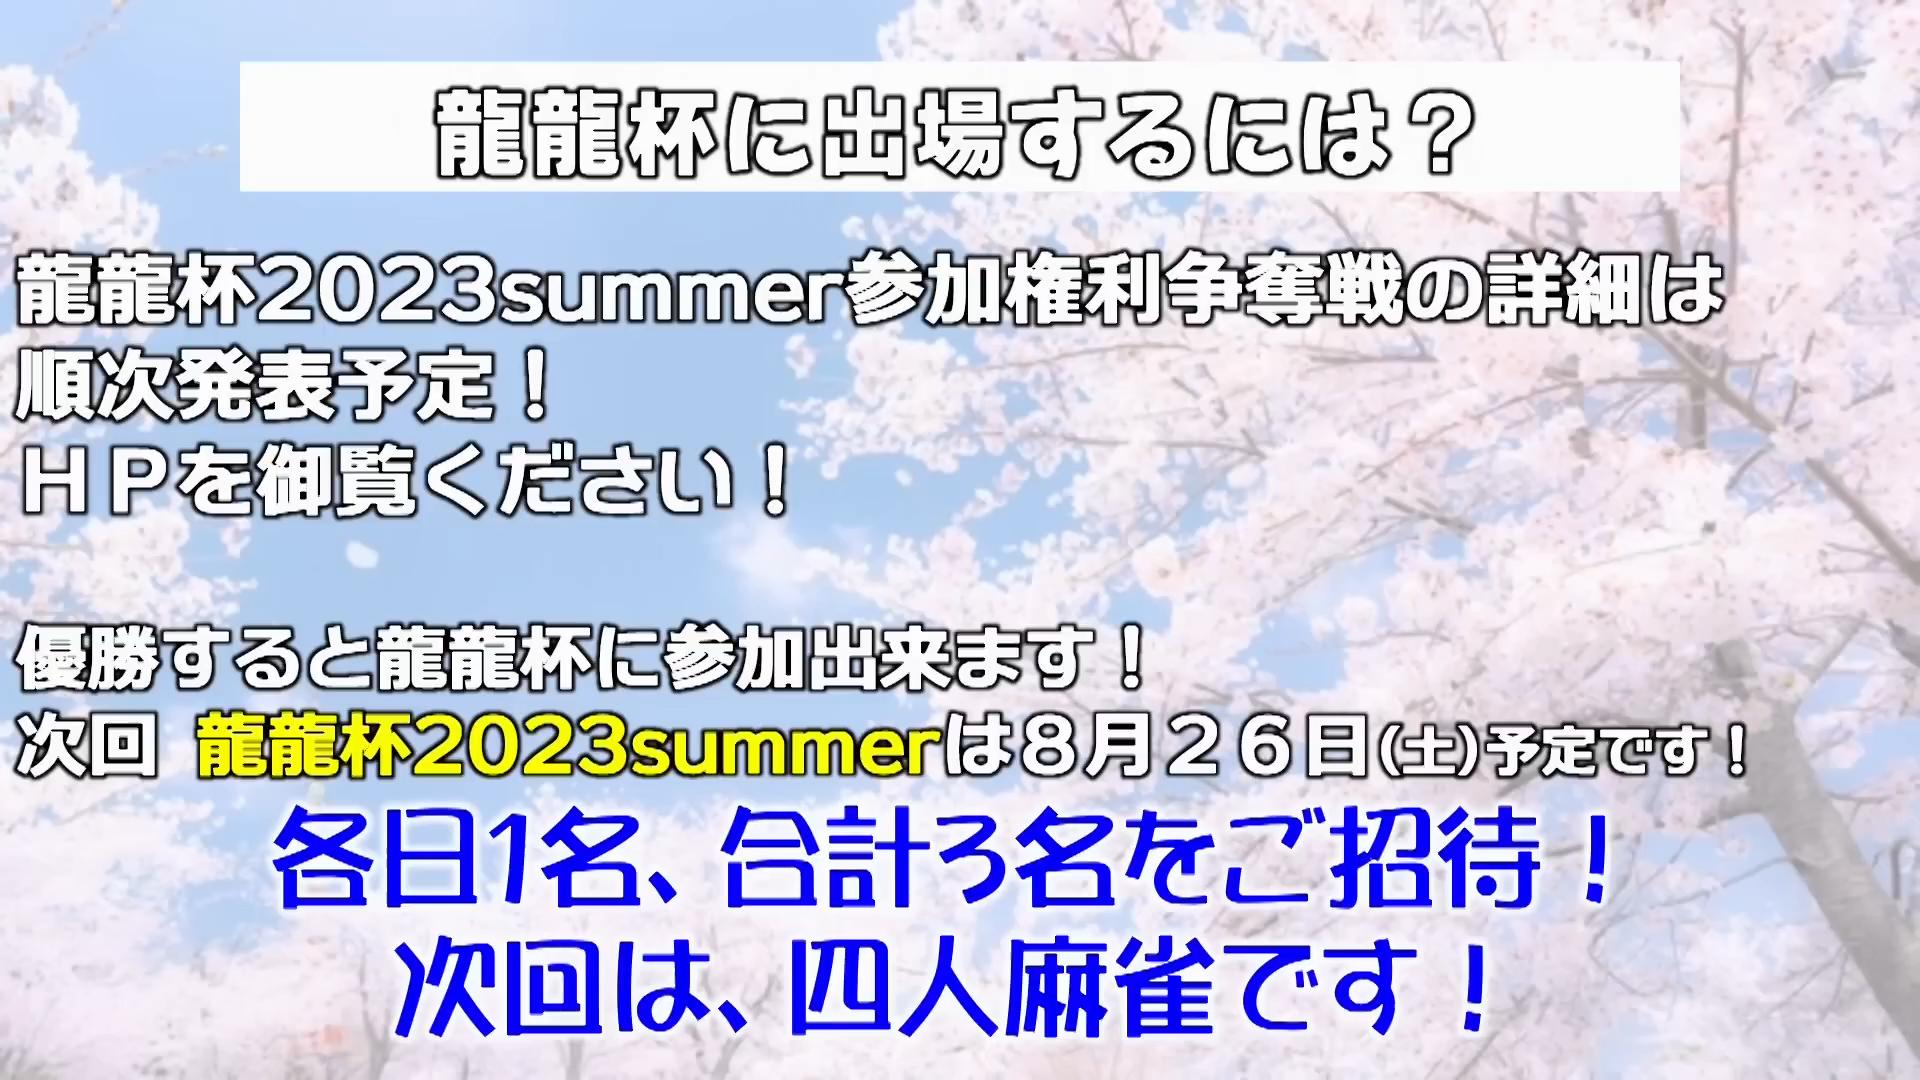 龍龍杯に出場するには？
龍龍杯2023summer参加権利争奪戦の詳細は
順次発表予定！
ＨＰを御覧ください！
優勝すると龍龍杯に参加出来ます！
次回 龍龍杯2023summerは８月２６日(土)予定です！
各日1名、合計3名をご招待！
次回は、四人麻雀です！